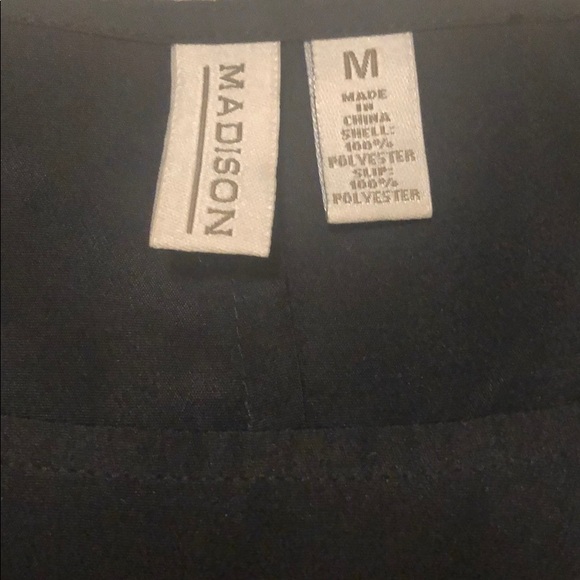 MADISON
M
MADE
IN
CHINA
SHELL:
100%
POLYESTER
SLIP:
100%
POLYESTER